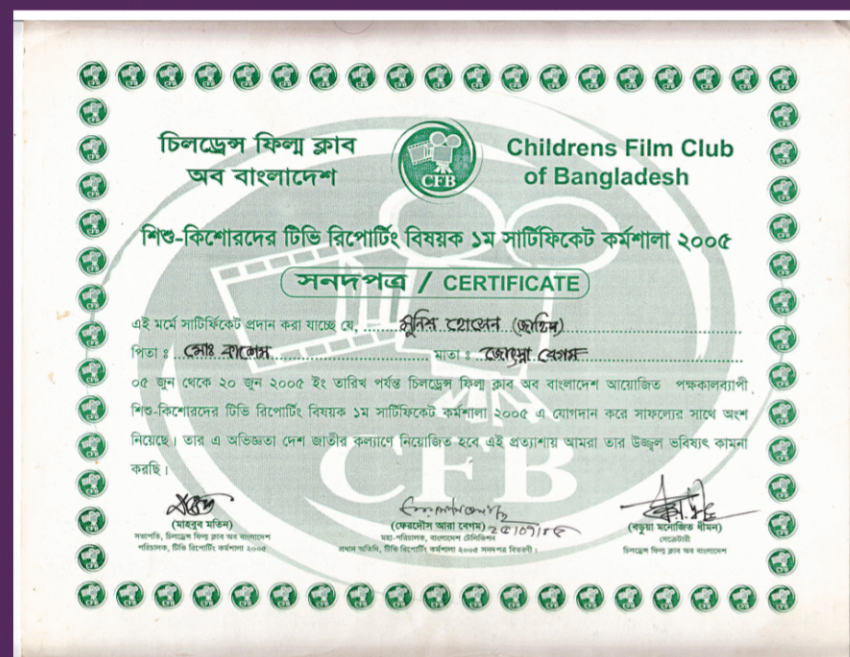 চিলড্রেন্স ফিল্ম ক্লাব
অব বাংলাদেশ
CFB
Childrens Film Club
of Bangladesh
শিশু-কিশোরদের টিভি রিপোর্টিং বিষয়ক ১ম সার্টিফিকেট কর্মশালা ২০০৫
সনদপত্র / CERTIFICATE
এই মর্মে সার্টিফিকেট প্রদান করা যাচ্ছে যে, ...... মুনিশ হোসেন (জাহিদ)
পিতা ঃ মোঃ কাশেম মাতা ঃ জোৎস্না বেগম
০৫ জুন থেকে ২০ জুন ২০০৫ ইং তারিখ পর্যন্ত চিলড্রেন্স ফিল্ম ক্লাব অব বাংলাদেশ আয়োজিত পক্ষকালব্যাপী
শিশু-কিশোরদের টিভি রিপোর্টিং বিষয়ক ১ম সার্টিফিকেট কর্মশালা ২০০৫ এ যোগদান করে সাফল্যের সাথে অংশ
নিয়েছে। তার এ অভিজ্ঞতা দেশ জাতীর কল্যাণে নিয়োজিত হবে এই প্রত্যাশায় আমরা তার উজ্জ্বল ভবিষ্যৎ কামনা
করছি।
CFB
(মাহবুব মতিন)
সভাপতি, চিলড্রেন্স ফিল্ম ক্লাব অব বাংলাদেশ
পরিচালক, টিভি রিপোর্টিং কর্মশালা ২০০৫
(ফেরদৌস আরা বেগম)
মহা-পরিচালক, বাংলাদেশ টেলিভিশন
প্রধান অতিথি, টিভি রিপোর্টিং কর্মশালা ২০০৫ সনদপত্র বিতরণী।
(বড়ুয়া মনোজিত ধীমন)
সেক্রেটারী
চিলড্রেন্স ফিল্ম ক্লাব অব বাংলাদেশ